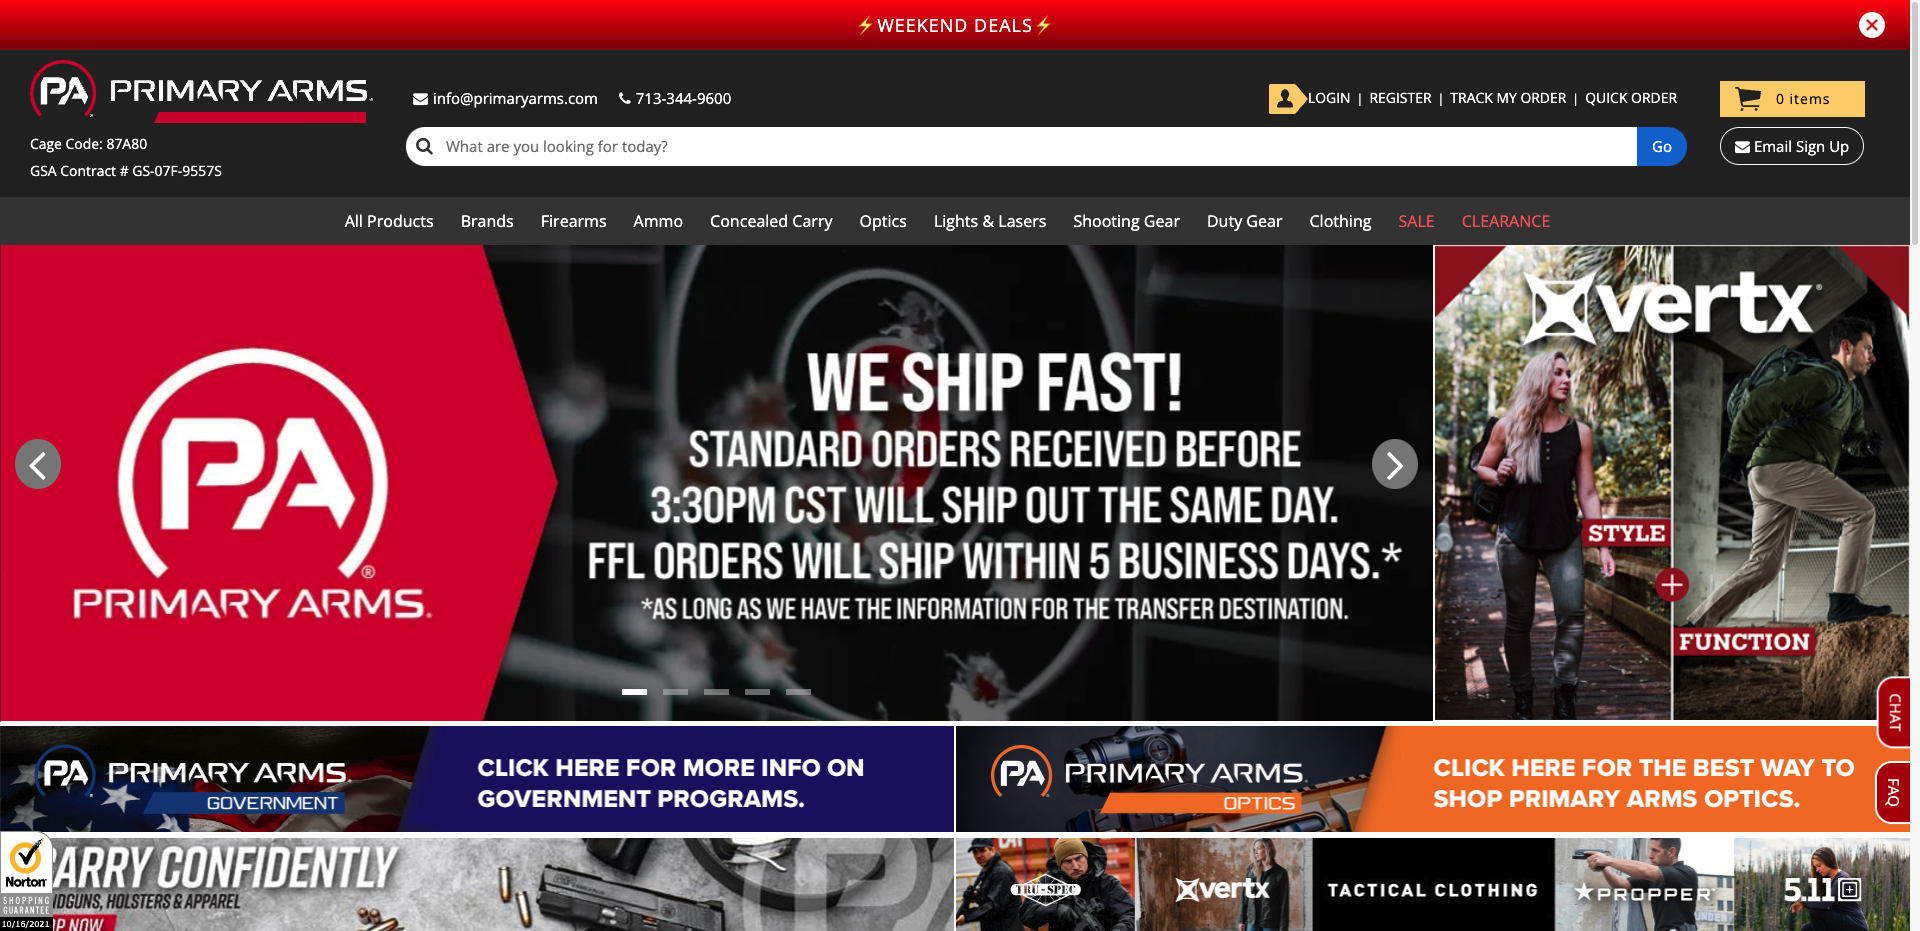 ⚡WEEKEND DEALS⚡
PA PRIMARY ARMS.
info@primaryarms.com 713-344-9600
LOGIN | REGISTER | TRACK MY ORDER | QUICK ORDER
0 items
Cage Code: 87A80
GSA Contract # GS-07F-9557S
What are you looking for today?
Go
Email Sign Up
All Products Brands Firearms Ammo Concealed Carry Optics Lights & Lasers Shooting Gear Duty Gear Clothing SALE CLEARANCE
PA
PRIMARY ARMS.
®
WE SHIP FAST!
STANDARD ORDERS RECEIVED BEFORE
3:30PM CST WILL SHIP OUT THE SAME DAY.
FFL ORDERS WILL SHIP WITHIN 5 BUSINESS DAYS.*
*AS LONG AS WE HAVE THE INFORMATION FOR THE TRANSFER DESTINATION.
vertx®
STYLE
+
FUNCTION
CHAT
FAQ
PA PRIMARY ARMS.
GOVERNMENT
CLICK HERE FOR MORE INFO ON
GOVERNMENT PROGRAMS.
PA PRIMARY ARMS.
OPTICS
CLICK HERE FOR THE BEST WAY TO
SHOP PRIMARY ARMS OPTICS.
ARRY CONFIDENTLY
DGUNS, HOLSTERS & APPAREL
P NOW
Norton
SHOPPING
GUARANTEE
10/16/2021
TRU-SPEC
vertx
TACTICAL CLOTHING
PROPPER
5.11